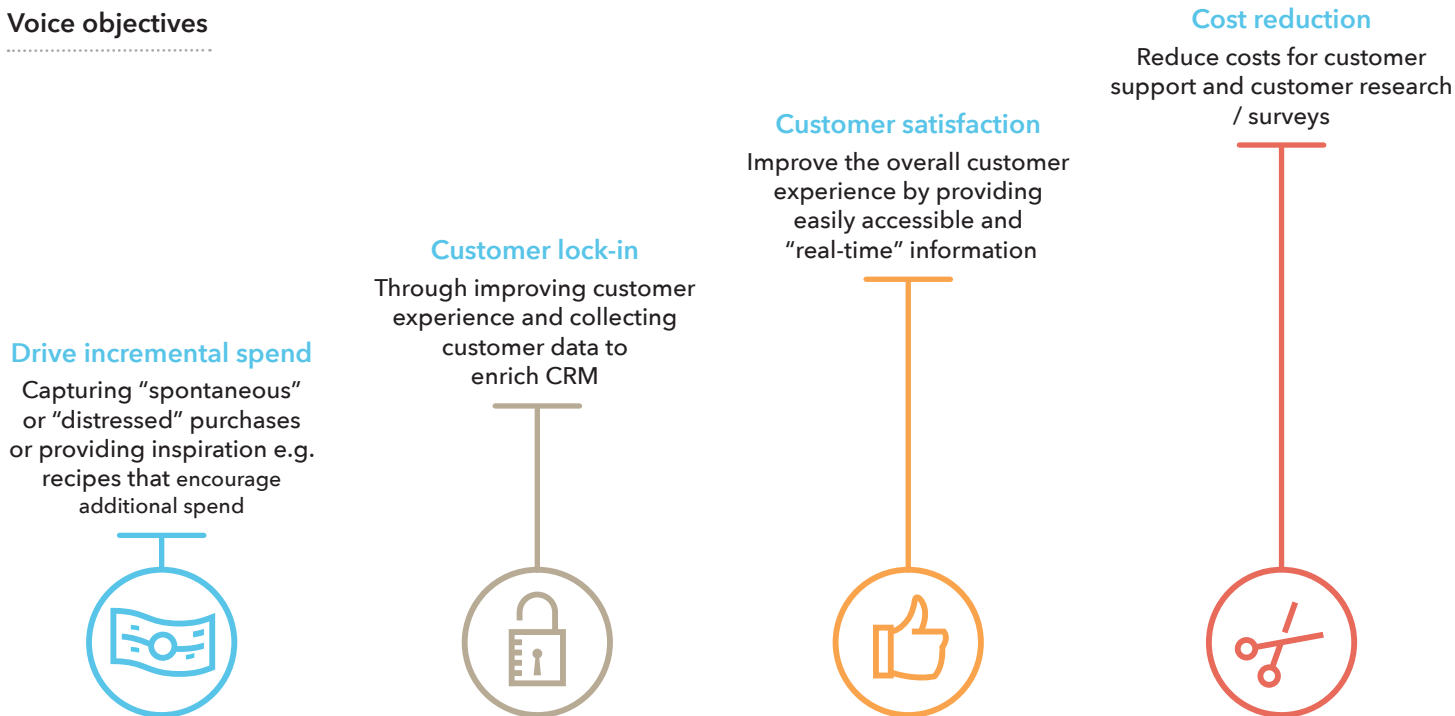 Voice objectives
Drive incremental spend
Capturing “spontaneous”
or “distressed” purchases
or providing inspiration e.g.
recipes that encourage
additional spend
Customer lock-in
Through improving customer
experience and collecting
customer data to
enrich CRM
Customer satisfaction
Improve the overall customer
experience by providing
easily accessible and
“real-time” information
Cost reduction
Reduce costs for customer
support and customer research
/ surveys